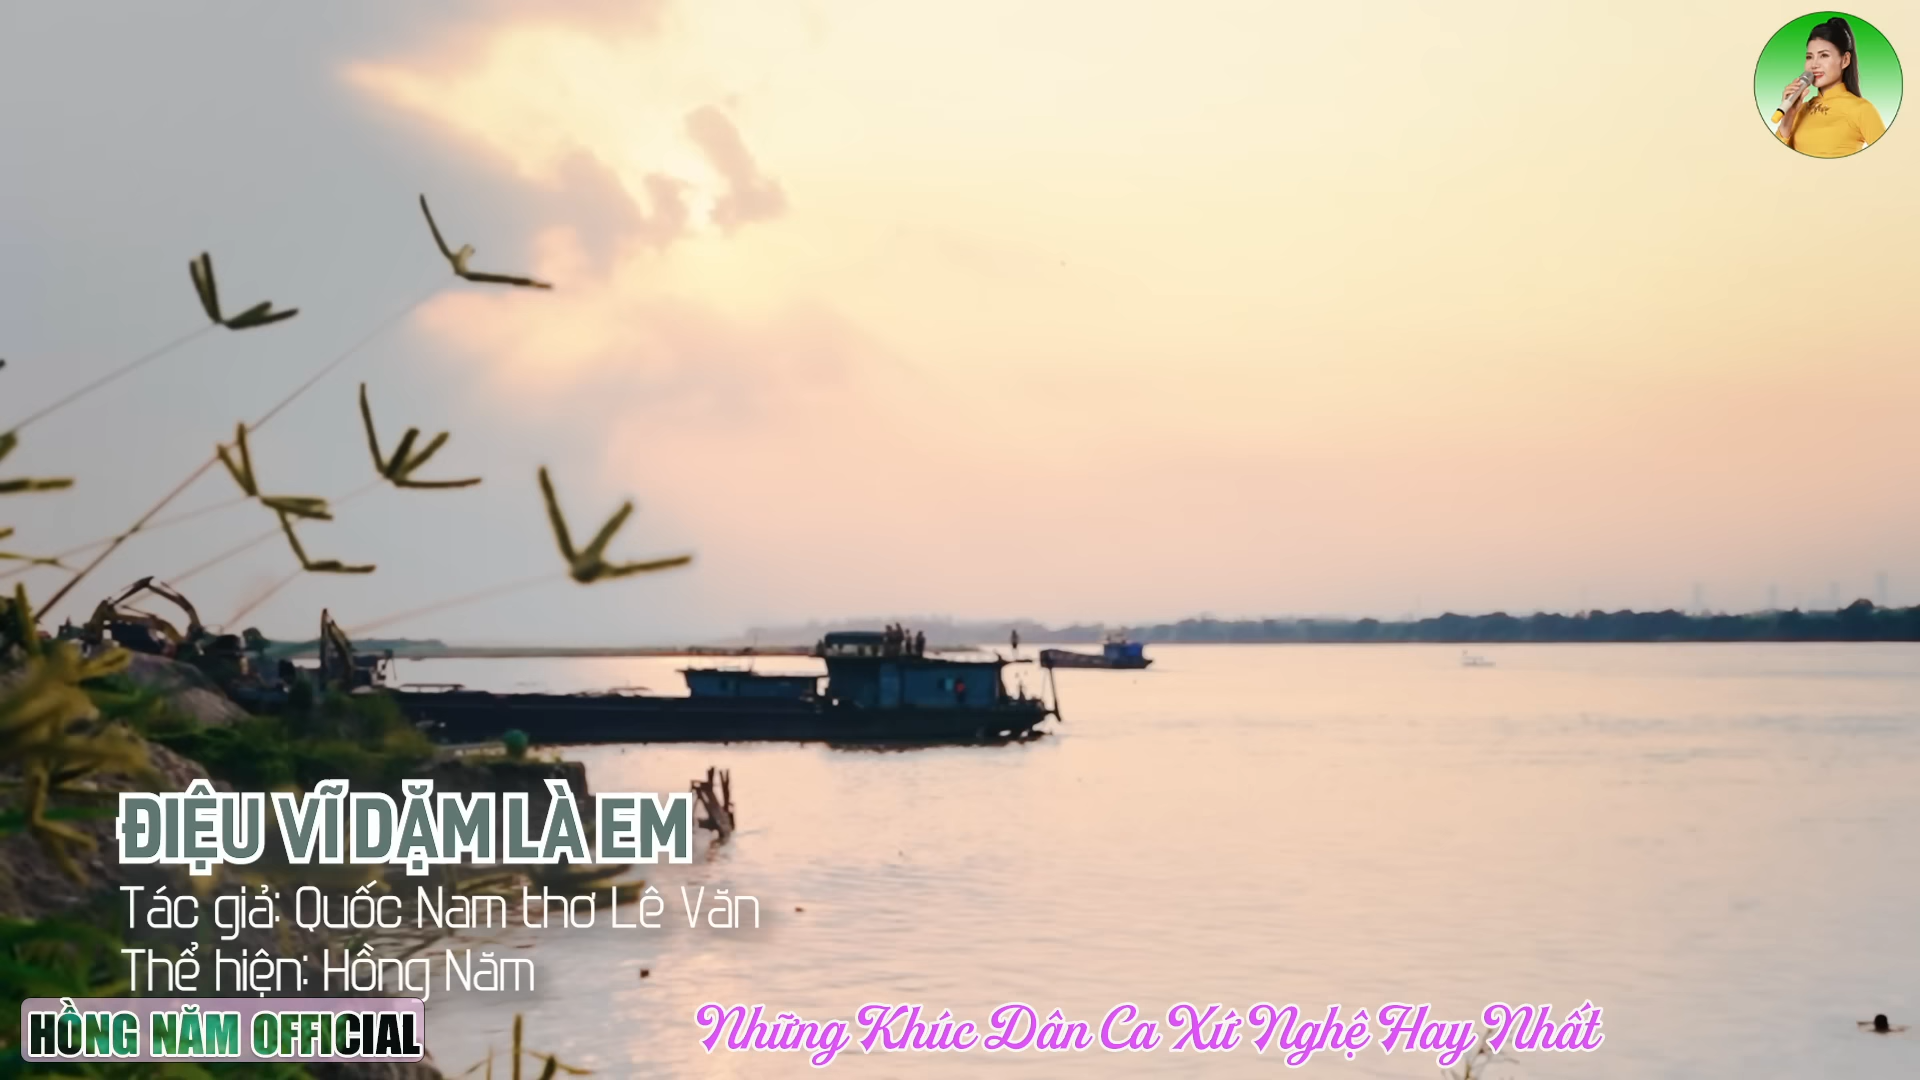 ĐIỆU VĨ DẶM LÀ EM
Tác giả: Quốc Nam thơ Lê Văn
Thể hiện: Hồng Năm
HỒNG NĂM OFFICIAL
Những Khúc Dân Ca Xứ Nghệ Hay Nhất